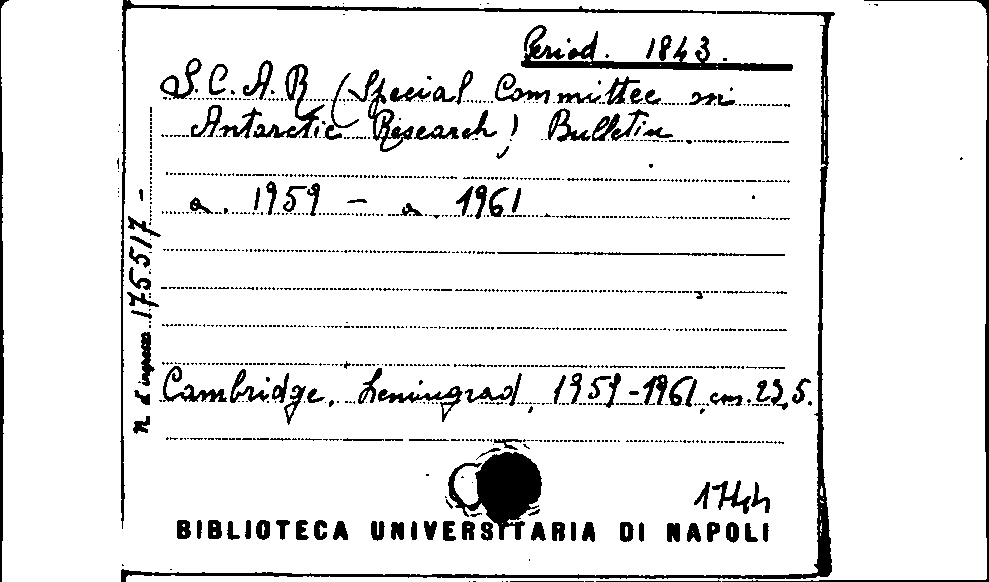 Period. 1843.
S.C.A.R (Special Committee on
Antarctic Research) Bulletin.
a. 1959 - a. 1961
N. d'ingresso 175517 -
Cambridge, Leningrad, 1959-1961, cm. 23,5.
1744
BIBLIOTECA UNIVERSITARIA DI NAPOLI